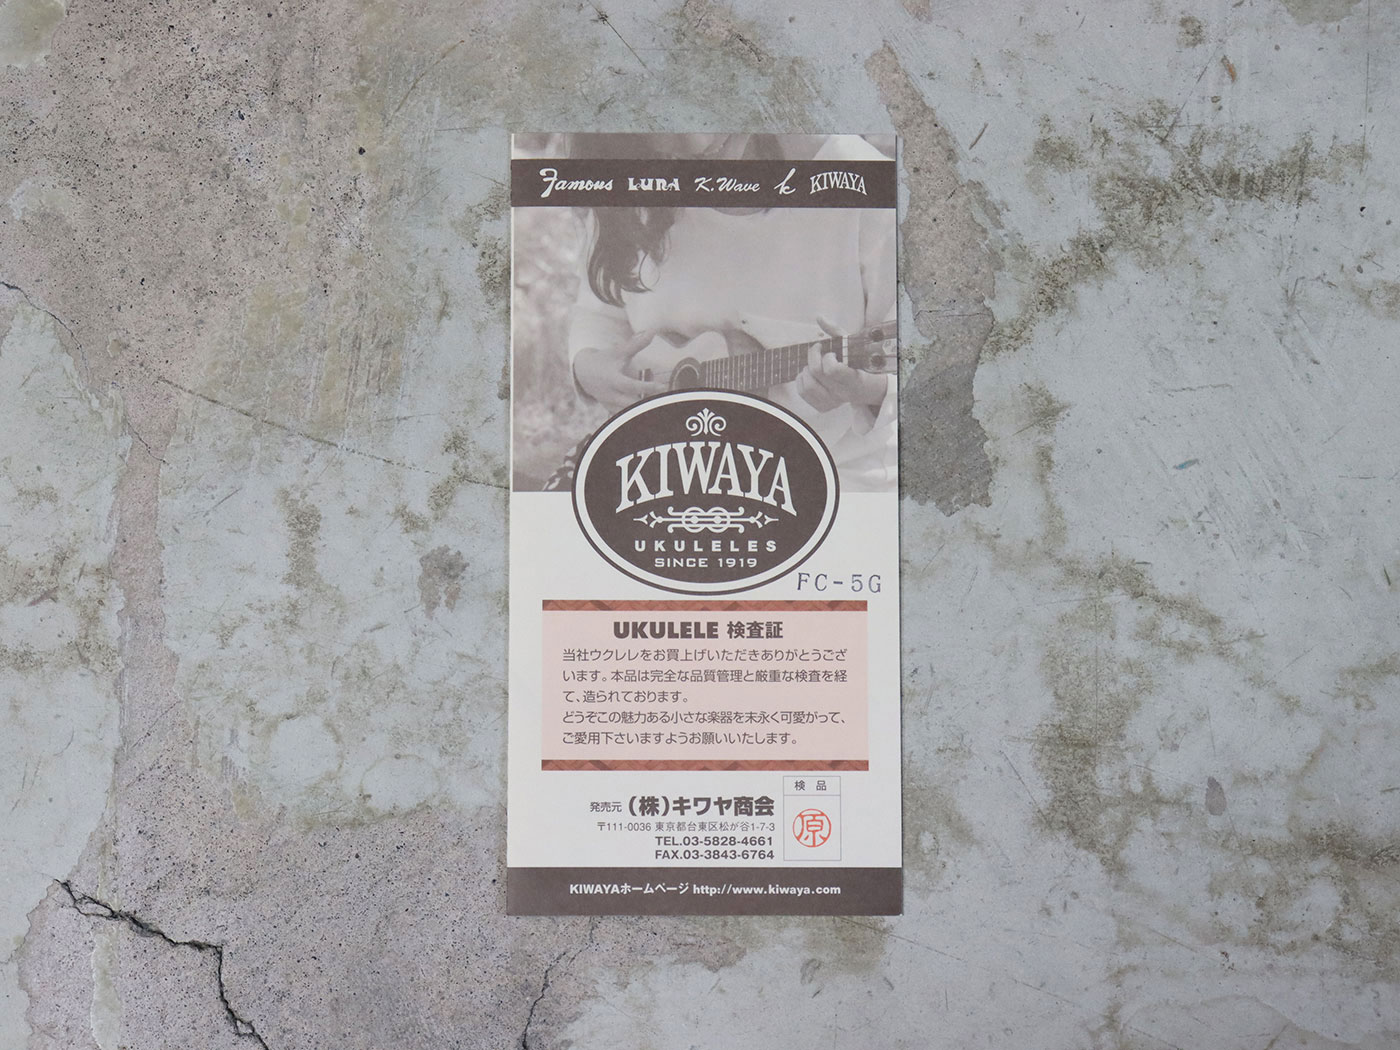 Famous LUNA K.Wave k KIWAYA
KIWAYA
UKULELES
SINCE 1919
FC-5G
UKULELE 検査証
当社ウクレレをお買上げいただきありがとうござ
います。本品は完全な品質管理と厳重な検査を経
て、造られております。
どうぞこの魅力ある小さな楽器を末永く可愛がって、
ご愛用下さいますようお願いいたします。
検 品
原
発売元 (株)キワヤ商会
〒111-0036 東京都台東区松が谷1-7-3
TEL.03-5828-4661
FAX.03-3843-6764
KIWAYAホームページ http://www.kiwaya.com